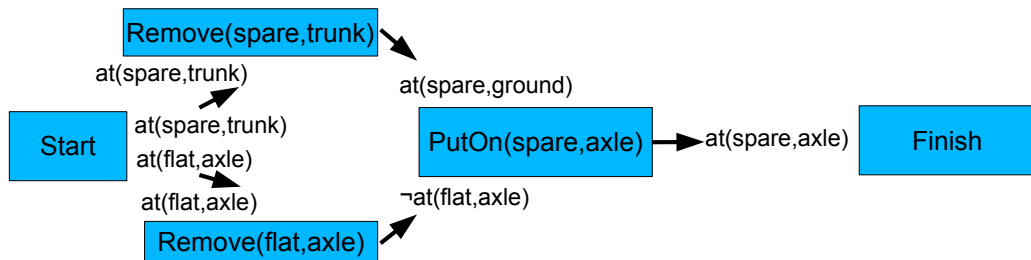 Remove(spare,trunk)
at(spare,trunk)
at(spare,ground)
Start
at(spare,trunk)
at(flat,axle)
PutOn(spare,axle)
at(spare,axle)
Finish
at(flat,axle)
¬at(flat,axle)
Remove(flat,axle)